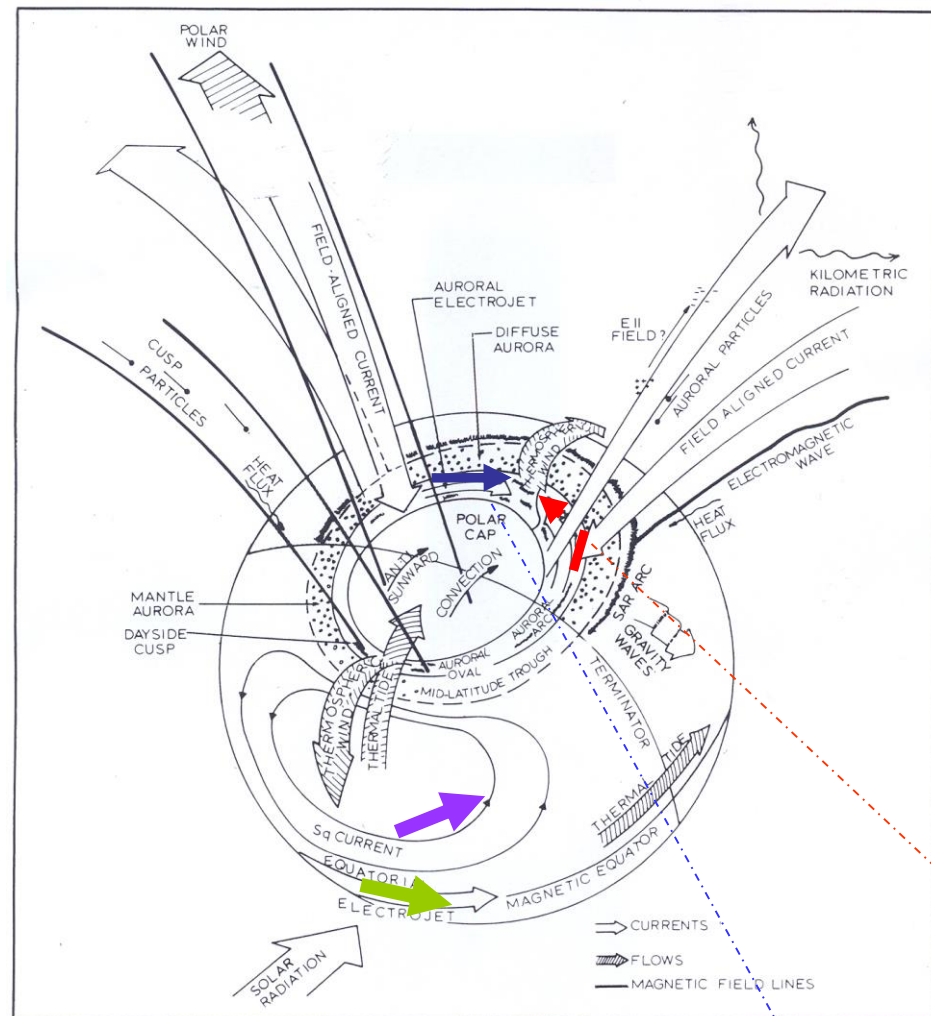 POLAR
WIND
FIELD-ALIGNED CURRENT
AURORAL
ELECTROJET
DIFFUSE
AURORA
KILOMETRIC
RADIATION
E II
FIELD?
AURORAL PARTICLES
FIELD ALIGNED CURRENT
ELECTROMAGNETIC
WAVE
CUSP
PARTICLES
HEAT
FLUX
THERMOSPHERIC
WIND
POLAR
CAP
HEAT
FLUX
ANTI
SUNWARD
CONVECTION
MANTLE
AURORA
DAYSIDE
CUSP
AURORAL
ARC
SAR ARC
GRAVITY
WAVES
AURORAL
OVAL
MID-LATITUDE TROUGH
TERMINATOR
THERMOSPHERIC
WIND
THERMAL TIDE
THERMAL TIDE
Sq CURRENT
EQUATORIAL
ELECTROJET
MAGNETIC EQUATOR
SOLAR
RADIATION
CURRENTS
FLOWS
MAGNETIC FIELD LINES